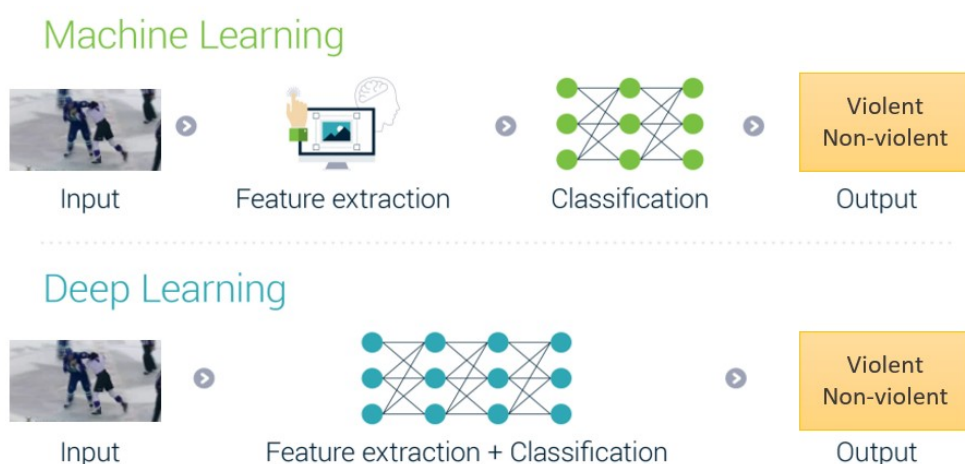 Machine Learning
Violent
Non-violent
Input
Feature extraction
Classification
Output
Deep Learning
Violent
Non-violent
Input
Feature extraction + Classification
Output